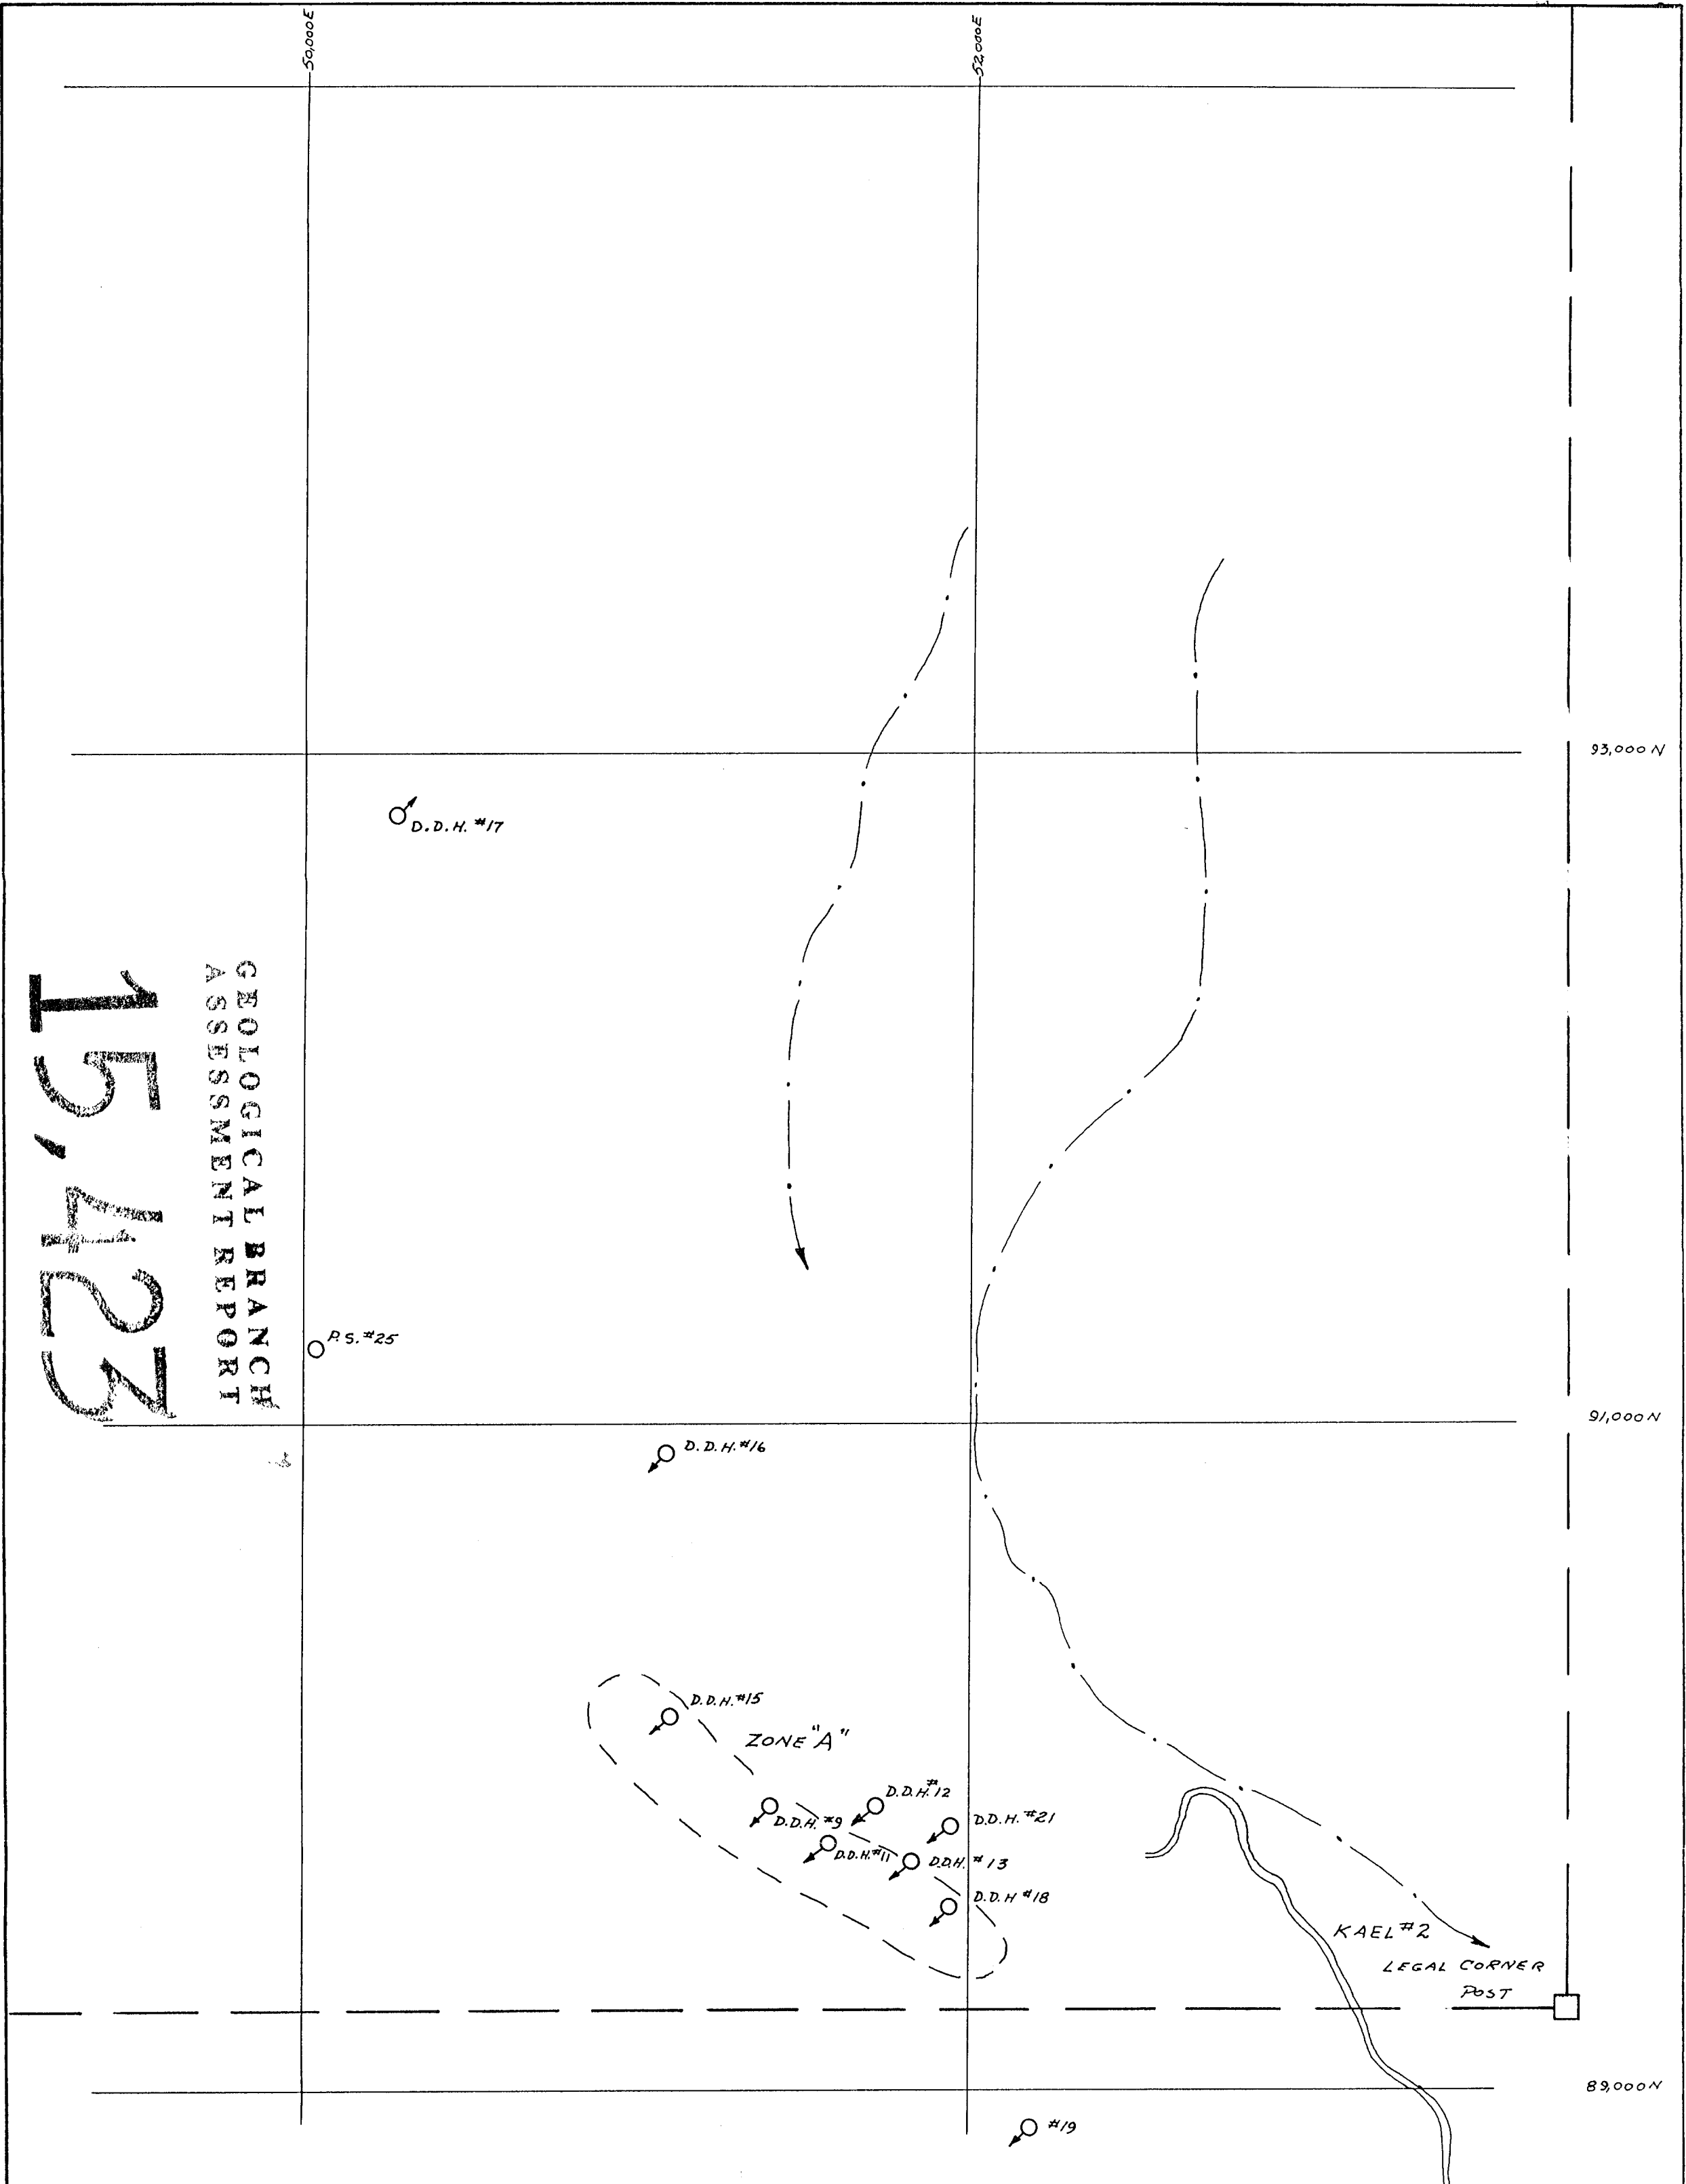 50,000E
52,000E
93,000 N
D.D.H. #17
GEOLOGICAL BRANCH
ASSESSMENT REPORT
15,423
P.S. #25
91,000 N
D.D.H. #16
D.D.H. #15
ZONE "A"
D.D.H. #12
D.D.H. #9
D.D.H. #21
D.D.H. #11
D.D.H. # 13
D.D.H #18
KAEL #2
LEGAL CORNER
POST
89,000 N
#19